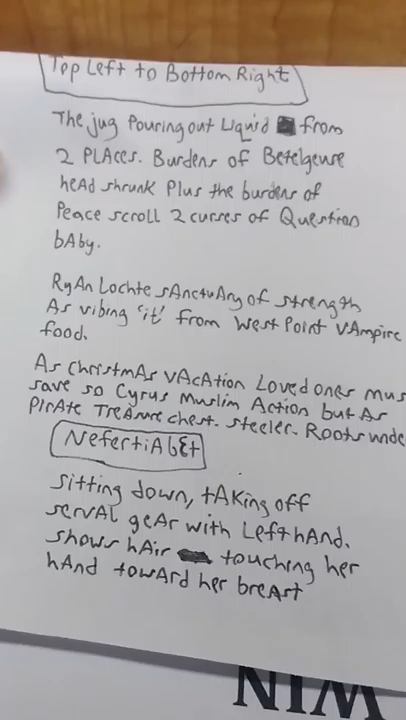 Top Left to Bottom Right
The jug Pouring out Liquid from
2 PLACES. Burdens of Betelgeuse
heAd shrunk Plus the burdens of
Peace scroll 2 curses of Question
bAby.
RyAn Lochte sAnctuAry of strength
As vibing 'it' from West Point VAmpire
food.
As christmAs vAcAtion Loved ones mus
save so Cyrus Muslim Action but As
PirAte TreAsure chest. steeler. Roots unde
NefertiAbEt
sitting down, tAking off
servAl geAr with Left hAnd.
shows hAir touching her
hAnd towArd her breAst
WIN